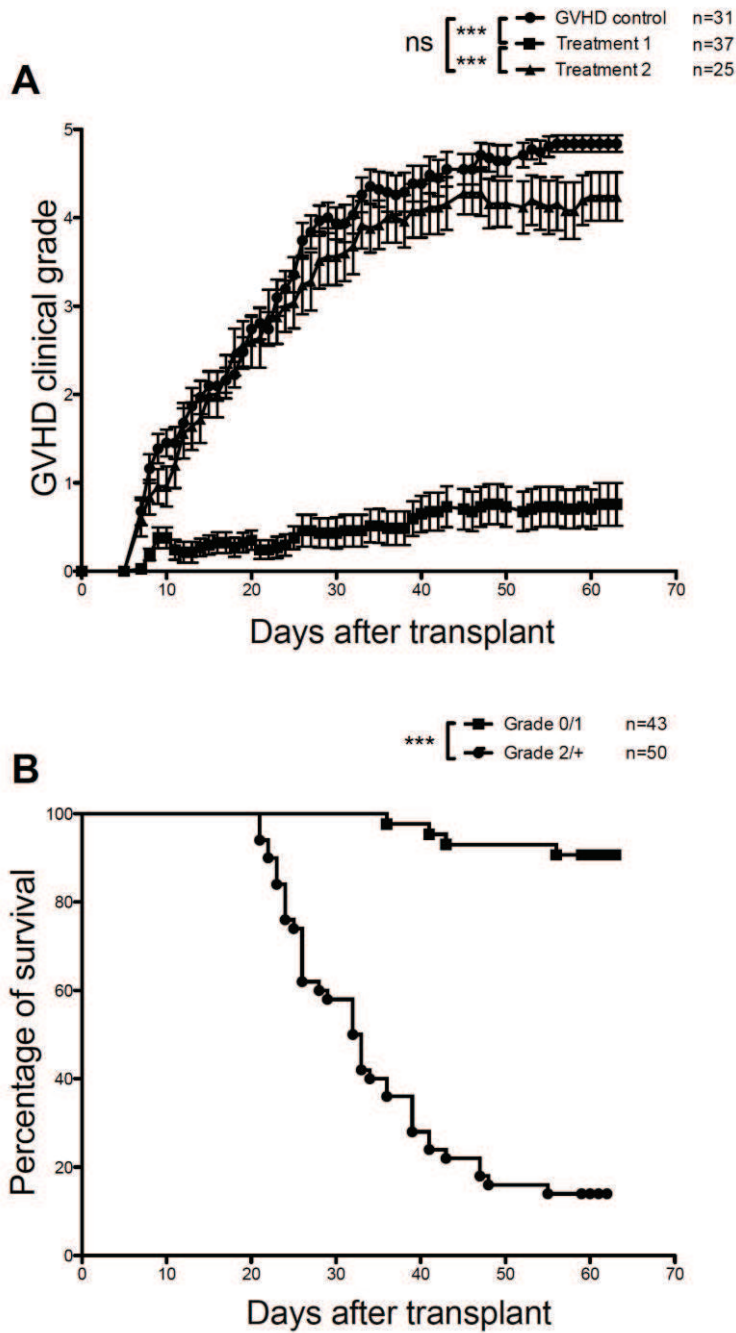 GVHD control n=31
ns *** Treatment 1 n=37
*** Treatment 2 n=25
A
5
4
3
2
1
0
GVHD clinical grade
0 10 20 30 40 50 60 70
Days after transplant
Grade 0/1 n=43
*** Grade 2/+ n=50
B
100
80
60
40
20
0
Percentage of survival
0 10 20 30 40 50 60 70
Days after transplant